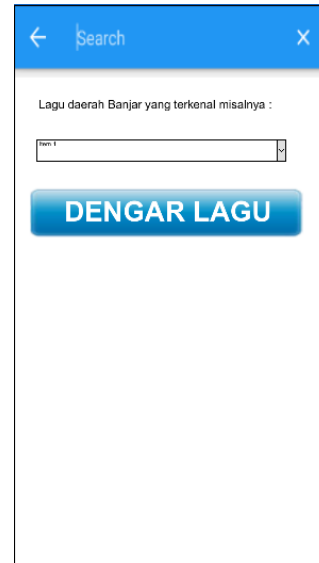 Search
Lagu daerah Banjar yang terkenal misalnya :
Item 1
DENGAR LAGU